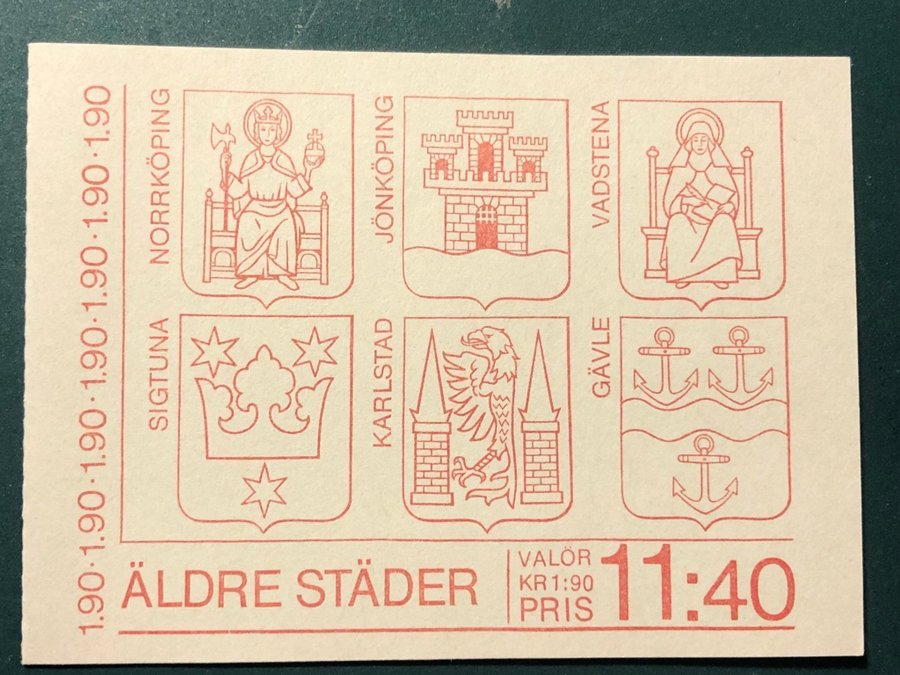 1.90·1.90·1.90·1.90·1.90·1.90
NORRKÖPING
JÖNKÖPING
VADSTENA
SIGTUNA
KARLSTAD
GÄVLE
ÄLDRE STÄDER
VALÖR
KR 1:90
PRIS 11:40